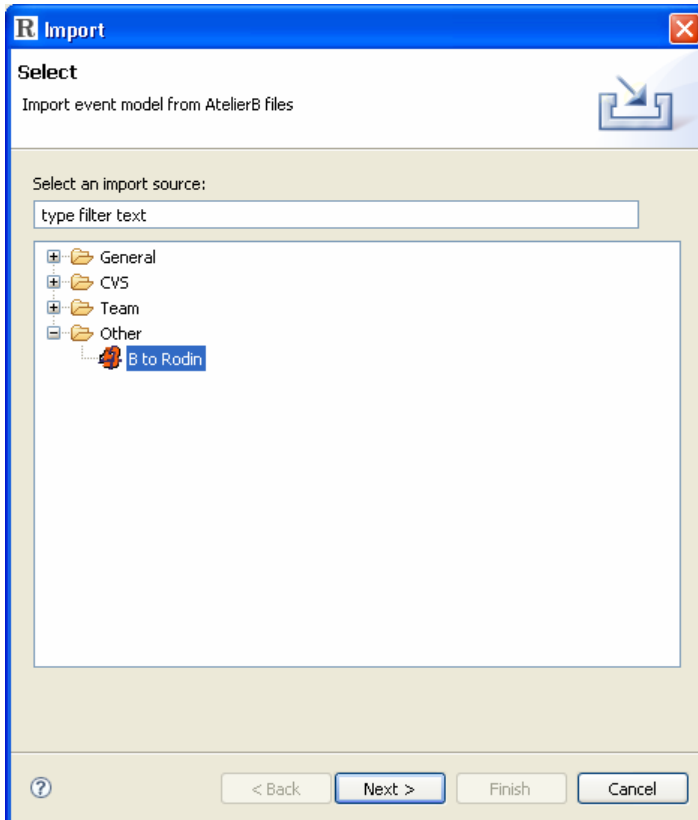 R Import
Select
Import event model from AtelierB files
Select an import source:
type filter text
General
CVS
Team
Other
B to Rodin
?
< Back
Next >
Finish
Cancel